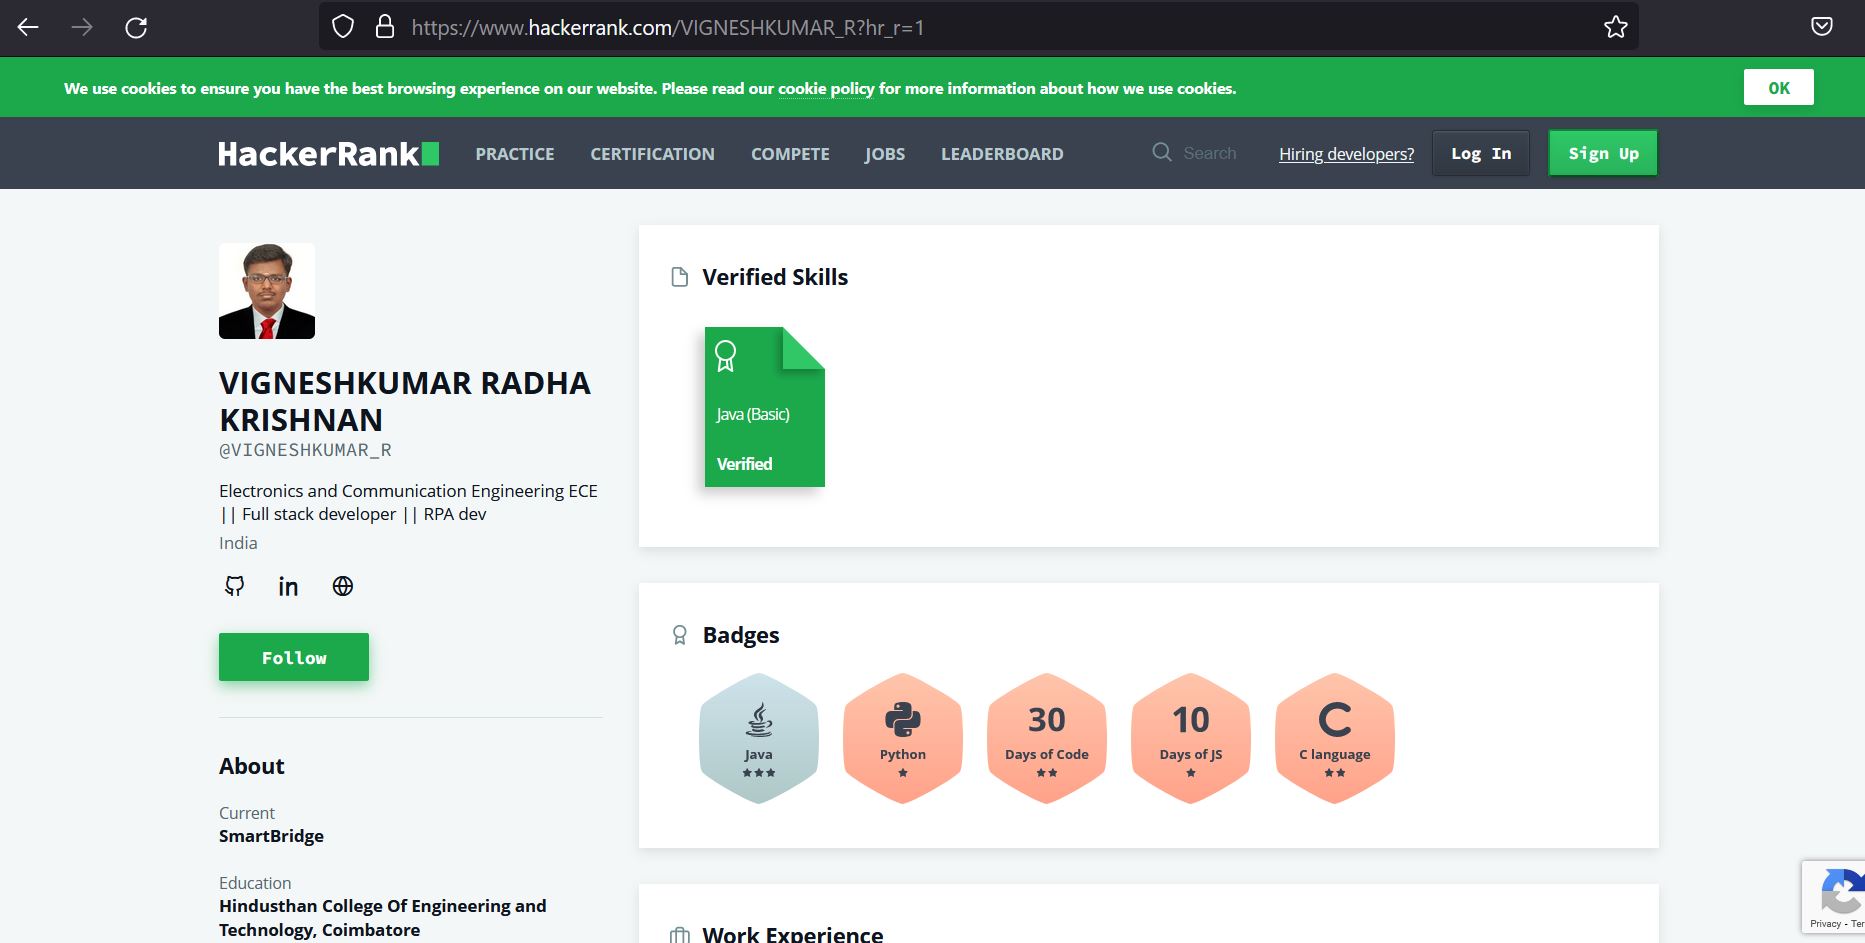 https://www.hackerrank.com/VIGNESHKUMAR_R?hr_r=1
We use cookies to ensure you have the best browsing experience on our website. Please read our cookie policy for more information about how we use cookies.
OK
HackerRank
PRACTICE
CERTIFICATION
COMPETE
JOBS
LEADERBOARD
Search
Hiring developers?
Log In
Sign Up
VIGNESHKUMAR RADHA
KRISHNAN
@VIGNESHKUMAR_R
Electronics and Communication Engineering ECE
|| Full stack developer || RPA dev
India
in
Follow
About
Current
SmartBridge
Education
Hindusthan College Of Engineering and
Technology, Coimbatore
Verified Skills
Java (Basic)
Verified
Badges
Java
Python
30
Days of Code
10
Days of JS
C
C language
Work Experience
Privacy - Ter